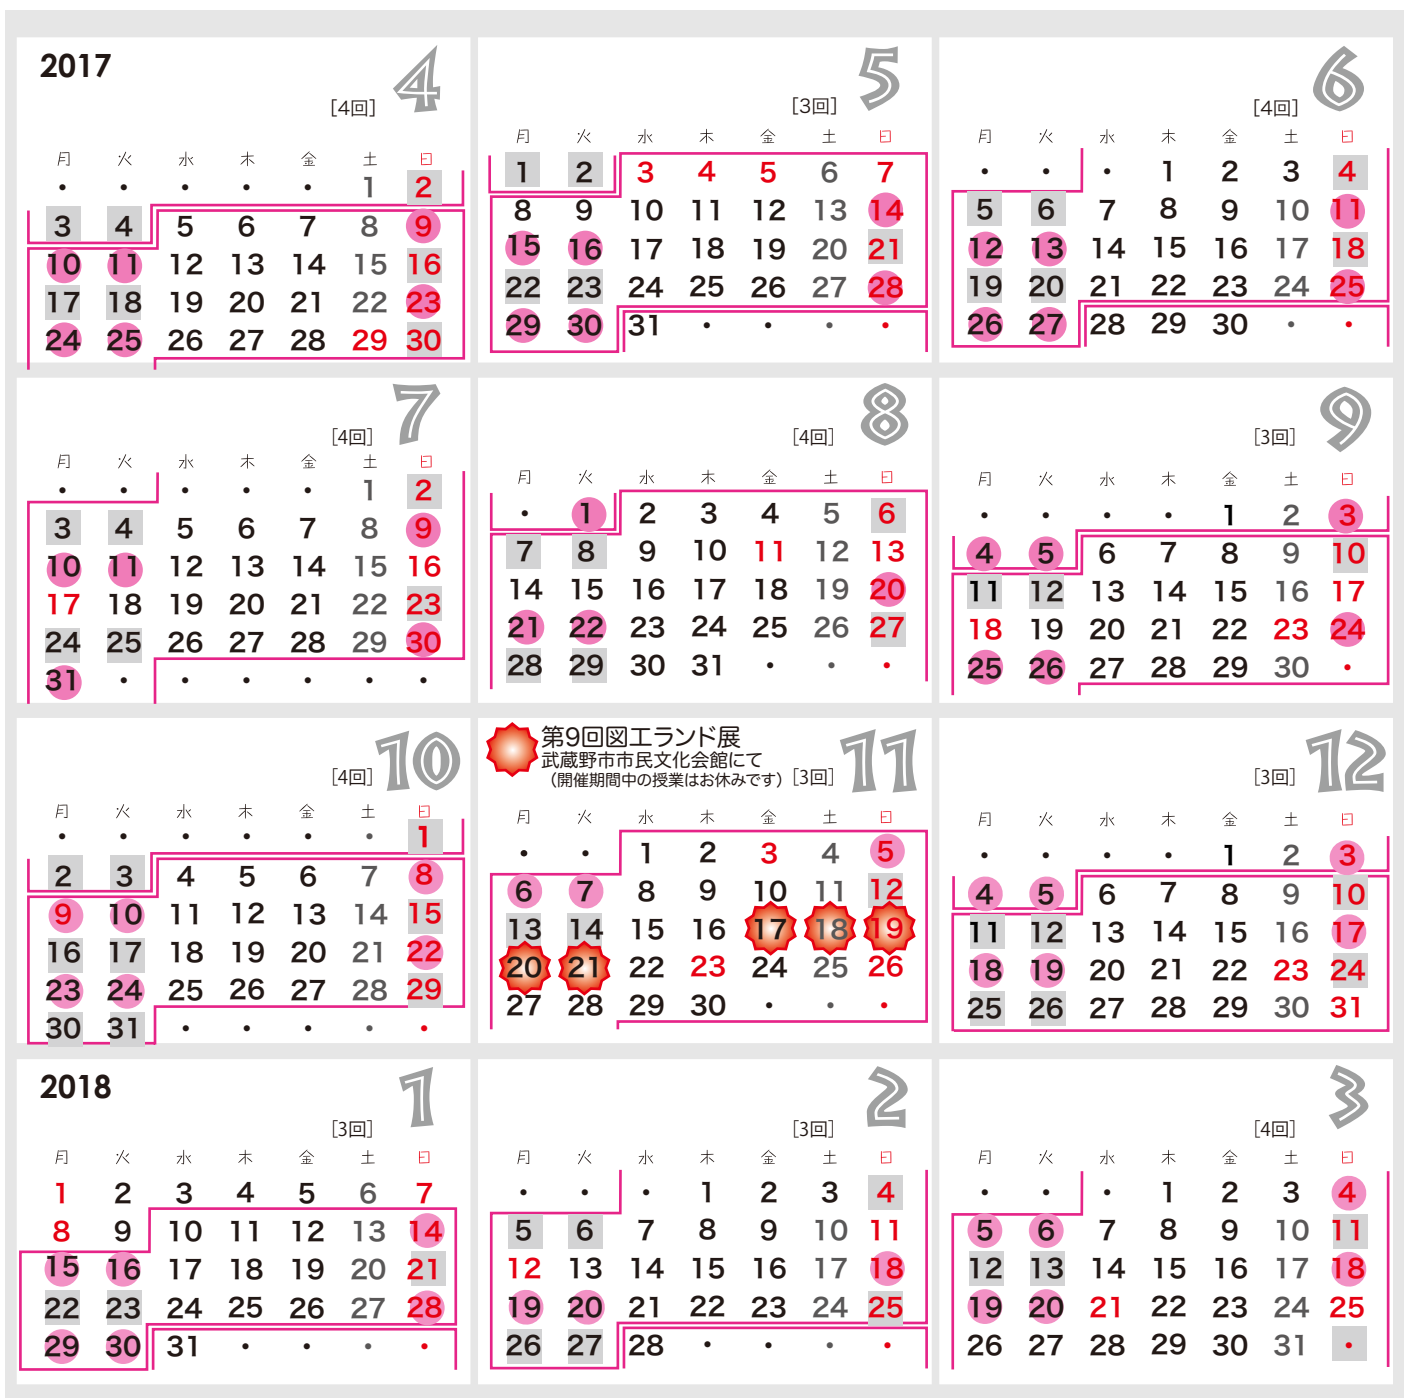 2017
4
[4回]
月 火 水 木 金 土 日
・ ・ ・ ・ ・ 1 2
3 4 5 6 7 8 9
10 11 12 13 14 15 16
17 18 19 20 21 22 23
24 25 26 27 28 29 30
5
[3回]
月 火 水 木 金 土 日
1 2 3 4 5 6 7
8 9 10 11 12 13 14
15 16 17 18 19 20 21
22 23 24 25 26 27 28
29 30 31 ・ ・ ・ ・
6
[4回]
月 火 水 木 金 土 日
・ ・ ・ 1 2 3 4
5 6 7 8 9 10 11
12 13 14 15 16 17 18
19 20 21 22 23 24 25
26 27 28 29 30 ・ ・
7
[4回]
月 火 水 木 金 土 日
・ ・ ・ ・ ・ 1 2
3 4 5 6 7 8 9
10 11 12 13 14 15 16
17 18 19 20 21 22 23
24 25 26 27 28 29 30
31 ・ ・ ・ ・ ・ ・
8
[4回]
月 火 水 木 金 土 日
・ 1 2 3 4 5 6
7 8 9 10 11 12 13
14 15 16 17 18 19 20
21 22 23 24 25 26 27
28 29 30 31 ・ ・ ・
9
[3回]
月 火 水 木 金 土 日
・ ・ ・ ・ 1 2 3
4 5 6 7 8 9 10
11 12 13 14 15 16 17
18 19 20 21 22 23 24
25 26 27 28 29 30 ・
10
[4回]
月 火 水 木 金 土 日
・ ・ ・ ・ ・ ・ 1
2 3 4 5 6 7 8
9 10 11 12 13 14 15
16 17 18 19 20 21 22
23 24 25 26 27 28 29
30 31 ・ ・ ・ ・ ・
第9回図工ランド展
武蔵野市市民文化会館にて
（開催期間中の授業はお休みです）
11
[3回]
月 火 水 木 金 土 日
・ ・ 1 2 3 4 5
6 7 8 9 10 11 12
13 14 15 16 17 18 19
20 21 22 23 24 25 26
27 28 29 30 ・ ・ ・
12
[3回]
月 火 水 木 金 土 日
・ ・ ・ ・ 1 2 3
4 5 6 7 8 9 10
11 12 13 14 15 16 17
18 19 20 21 22 23 24
25 26 27 28 29 30 31
2018
1
[3回]
月 火 水 木 金 土 日
1 2 3 4 5 6 7
8 9 10 11 12 13 14
15 16 17 18 19 20 21
22 23 24 25 26 27 28
29 30 31 ・ ・ ・ ・
2
[3回]
月 火 水 木 金 土 日
・ ・ ・ 1 2 3 4
5 6 7 8 9 10 11
12 13 14 15 16 17 18
19 20 21 22 23 24 25
26 27 28 ・ ・ ・ ・
3
[4回]
月 火 水 木 金 土 日
・ ・ ・ 1 2 3 4
5 6 7 8 9 10 11
12 13 14 15 16 17 18
19 20 21 22 23 24 25
26 27 28 29 30 31 ・